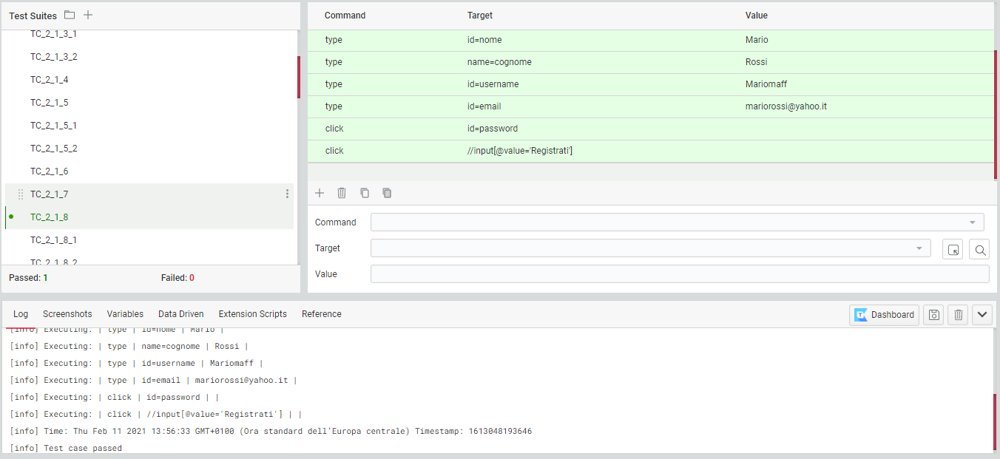 Test Suites
TC_2_1_3_1
TC_2_1_3_2
TC_2_1_4
TC_2_1_5
TC_2_1_5_1
TC_2_1_5_2
TC_2_1_6
TC_2_1_7
TC_2_1_8
TC_2_1_8_1
TC_2_1_8_2
Passed: 1 Failed: 0
Command Target Value
type id=nome Mario
type name=cognome Rossi
type id=username Mariomaff
type id=email mariorossi@yahoo.it
click id=password
click //input[@value='Registrati']
Command
Target
Value
Log Screenshots Variables Data Driven Extension Scripts Reference Dashboard
[info] Executing: | type | id=nome | Mario |
[info] Executing: | type | name=cognome | Rossi |
[info] Executing: | type | id=username | Mariomaff |
[info] Executing: | type | id=email | mariorossi@yahoo.it |
[info] Executing: | click | id=password | |
[info] Executing: | click | //input[@value='Registrati'] | |
[info] Time: Thu Feb 11 2021 13:56:33 GMT+0100 (Ora standard dell'Europa centrale) Timestamp: 1613048193646
[info] Test case passed